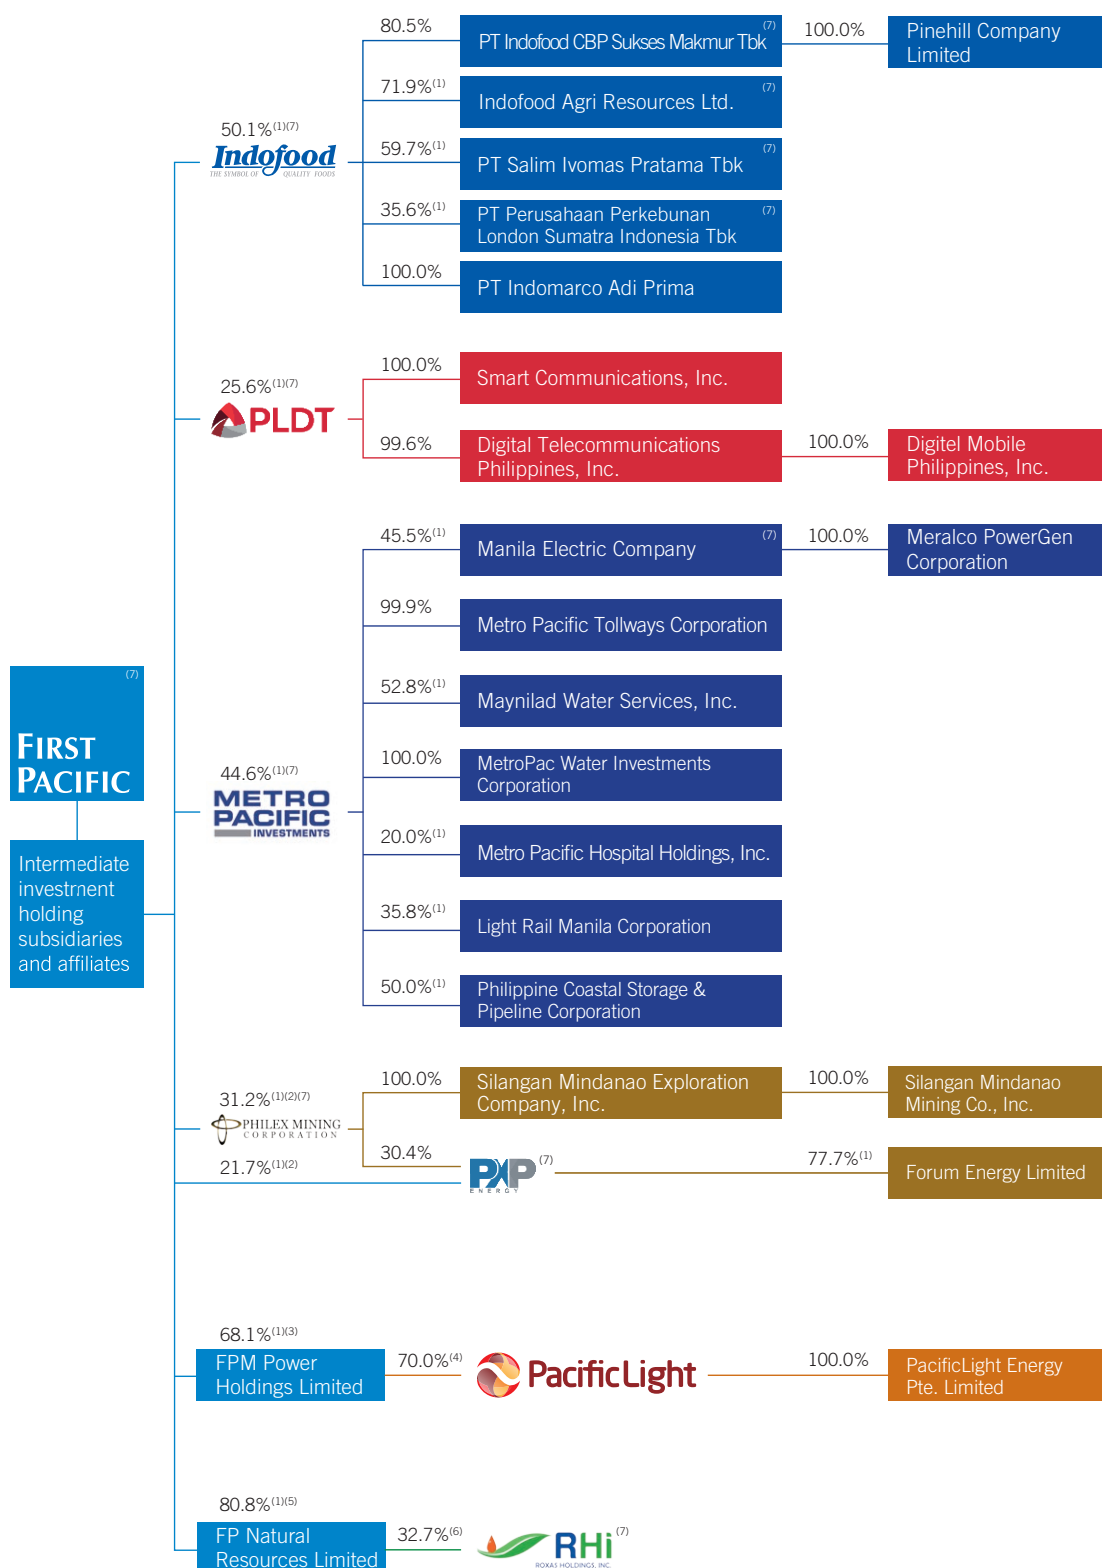 80.5%
PT Indofood CBP Sukses Makmur Tbk (7)
100.0%
Pinehill Company
Limited
71.9%(1)
Indofood Agri Resources Ltd. (7)
50.1%(1)(7)
Indofood
THE SYMBOL OF QUALITY FOODS
59.7%(1)
PT Salim Ivomas Pratama Tbk (7)
35.6%(1)
PT Perusahaan Perkebunan (7)
London Sumatra Indonesia Tbk
100.0%
PT Indomarco Adi Prima
25.6%(1)(7)
PLDT
100.0%
Smart Communications, Inc.
99.6%
Digital Telecommunications
Philippines, Inc.
100.0%
Digitel Mobile
Philippines, Inc.
45.5%(1)
Manila Electric Company (7)
100.0%
Meralco PowerGen
Corporation
99.9%
Metro Pacific Tollways Corporation
52.8%(1)
Maynilad Water Services, Inc.
(7)
FIRST
PACIFIC
44.6%(1)(7)
METRO
PACIFIC
INVESTMENTS
100.0%
MetroPac Water Investments
Corporation
20.0%(1)
Metro Pacific Hospital Holdings, Inc.
Intermediate
investment
holding
subsidiaries
and affiliates
35.8%(1)
Light Rail Manila Corporation
50.0%(1)
Philippine Coastal Storage &
Pipeline Corporation
31.2%(1)(2)(7)
PHILEX MINING
CORPORATION
100.0%
Silangan Mindanao Exploration
Company, Inc.
100.0%
Silangan Mindanao
Mining Co., Inc.
30.4%
21.7%(1)(2)
PXP (7)
ENERGY
77.7%(1)
Forum Energy Limited
68.1%(1)(3)
FPM Power
Holdings Limited
70.0%(4)
PacificLight
100.0%
PacificLight Energy
Pte. Limited
80.8%(1)(5)
FP Natural
Resources Limited
32.7%(6)
RHi (7)
ROXAS HOLDINGS, INC.